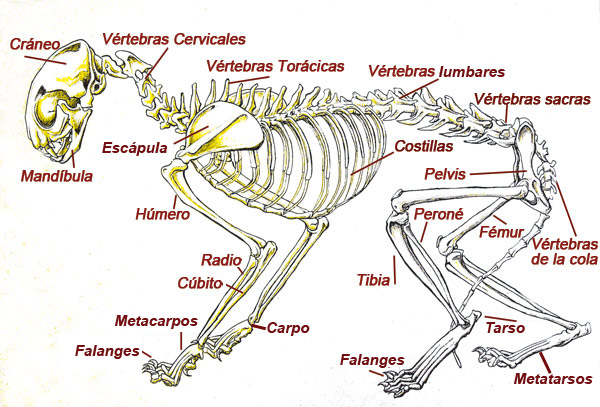 Cráneo
Vértebras Cervicales
Vértebras Torácicas
Vértebras lumbares
Vértebras sacras
Escápula
Costillas
Mandíbula
Pelvis
Húmero
Peroné
Fémur
Vértebras
de la cola
Radio
Cúbito
Tibia
Metacarpos
Carpo
Tarso
Falanges
Falanges
Metatarsos